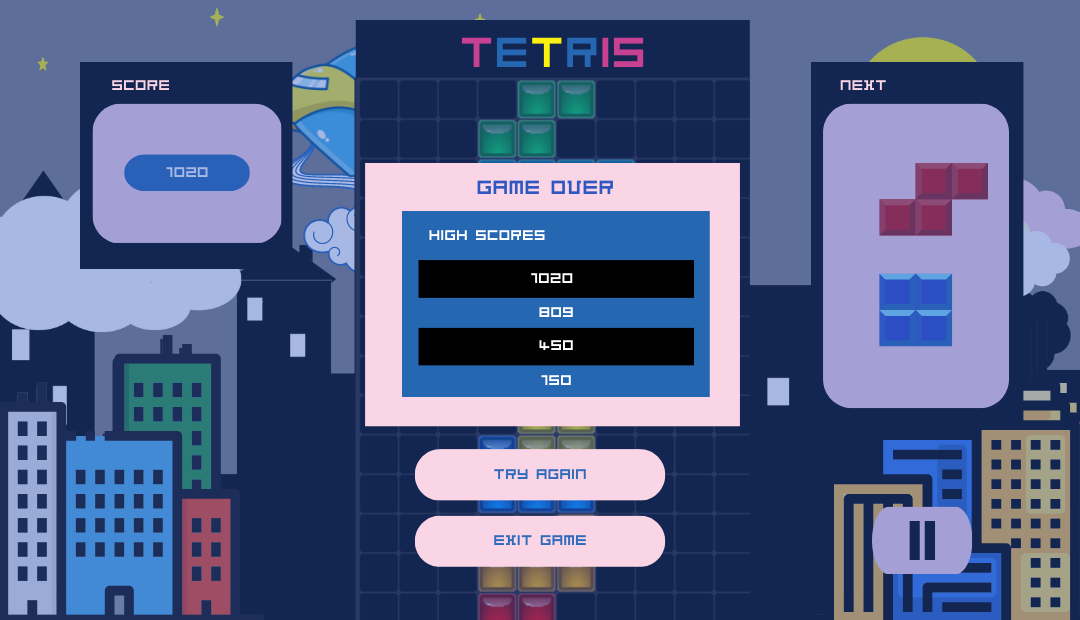 TETRIS
SCORE
1020
NEXT
GAME OVER
HIGH SCORES
1020
809
450
150
TRY AGAIN
EXIT GAME